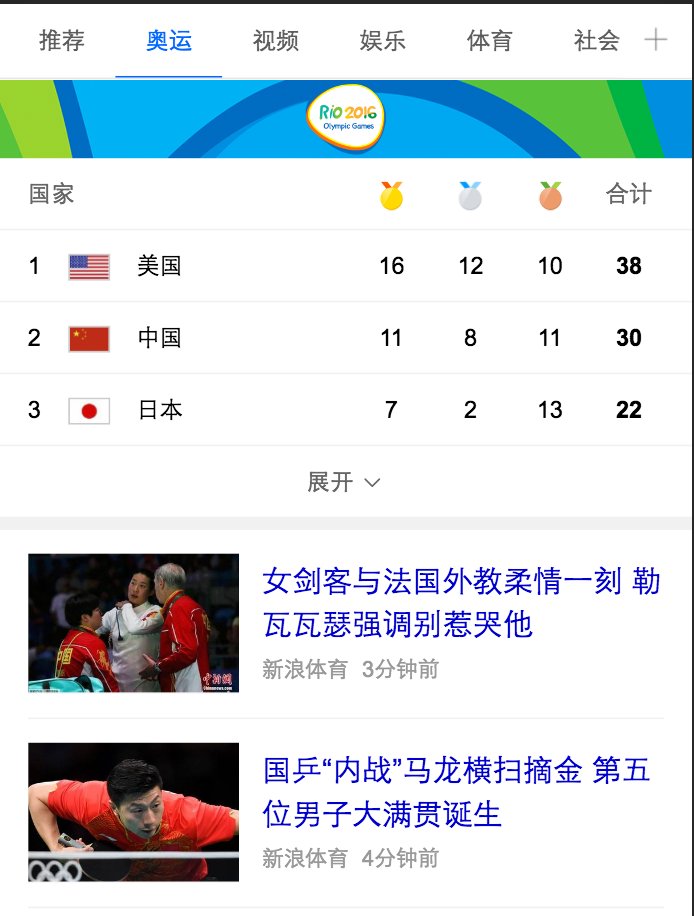 推荐 奥运 视频 娱乐 体育 社会
Rio 2016
Olympic Games
国家 合计
1 美国 16 12 10 38
2 中国 11 8 11 30
3 日本 7 2 13 22
展开
女剑客与法国外教柔情一刻 勒
瓦瓦瑟强调别惹哭他
新浪体育 3分钟前
中国
中新网
Chinanews.com
国乒“内战”马龙横扫摘金 第五
位男子大满贯诞生
新浪体育 4分钟前